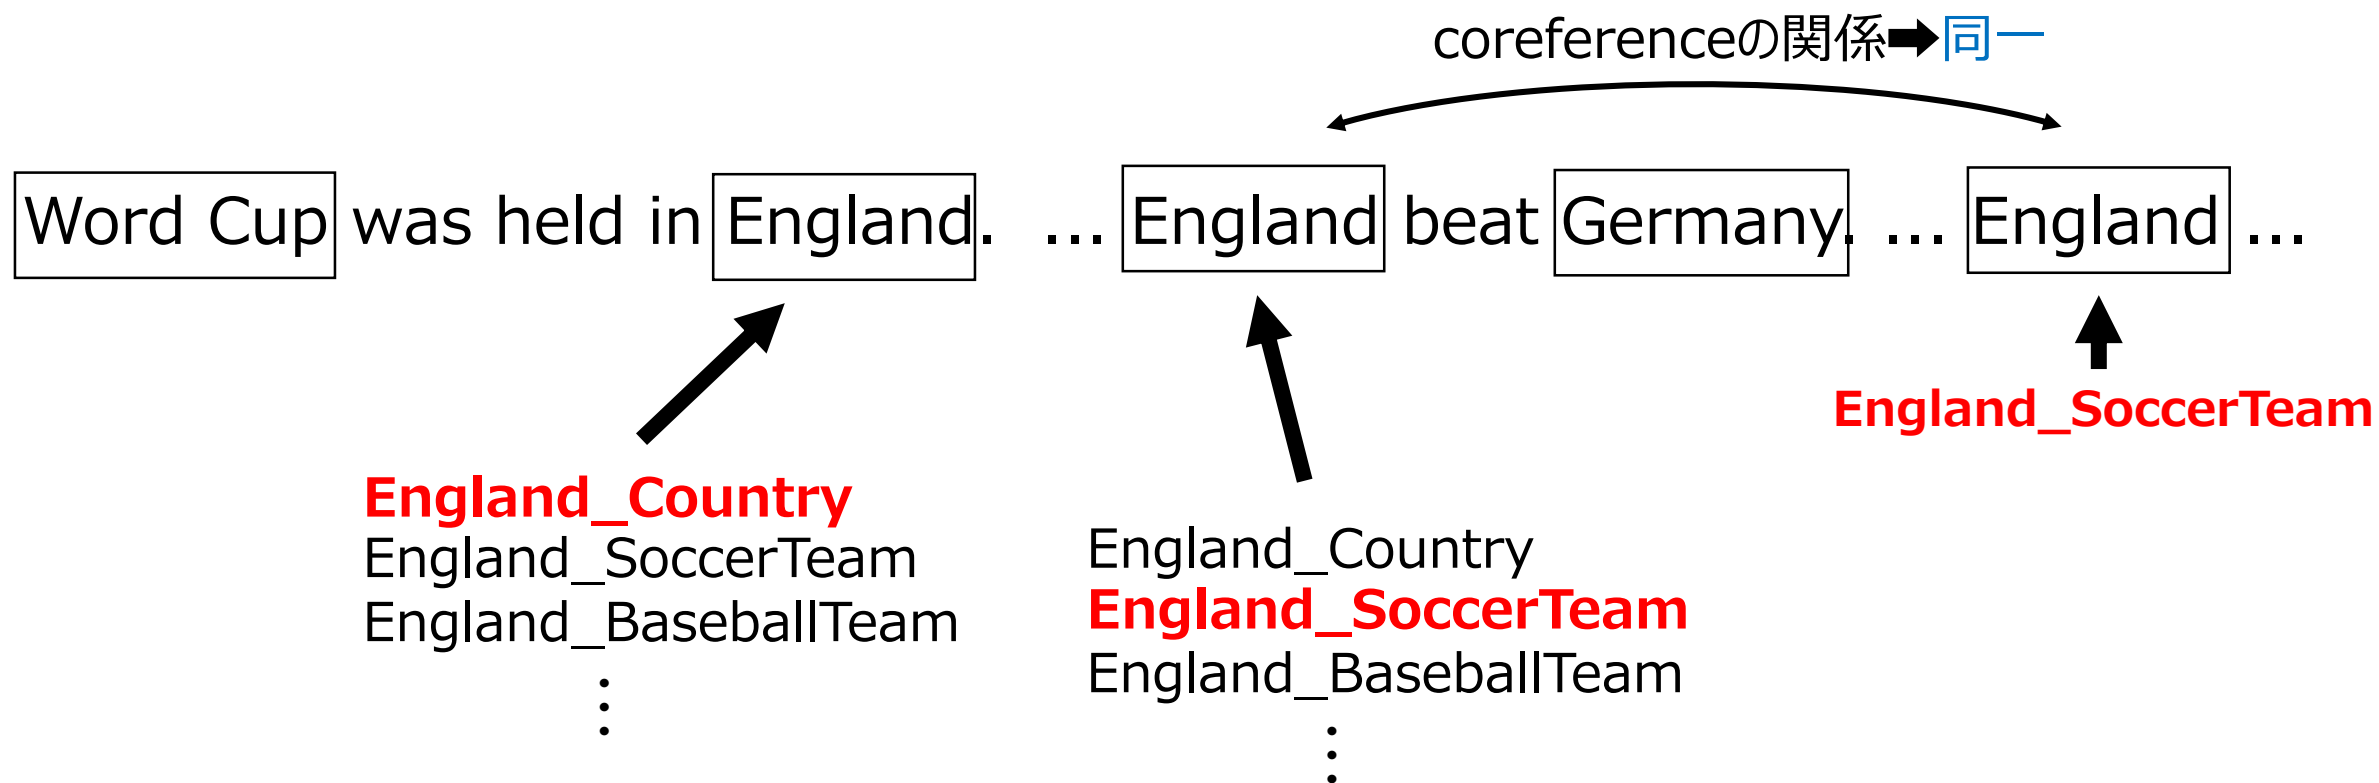 coreferenceの関係➡同一
Word Cup was held in England. ... England beat Germany. ... England ...
England_SoccerTeam
England_Country
England_SoccerTeam
England_BaseballTeam
⋮
England_Country
England_SoccerTeam
England_BaseballTeam
⋮